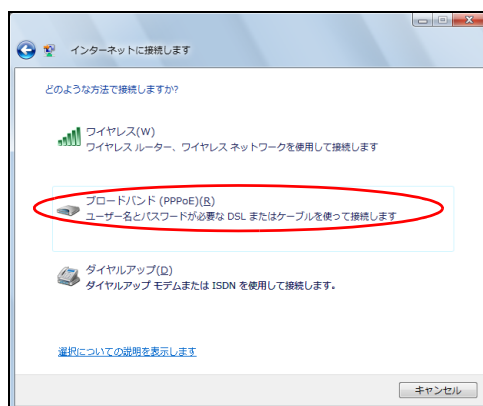 インターネットに接続します
どのような方法で接続しますか?
ワイヤレス(W)
ワイヤレス ルーター、ワイヤレス ネットワークを使用して接続します
ブロードバンド (PPPoE)(R)
ユーザー名とパスワードが必要な DSL またはケーブルを使って接続します
ダイヤルアップ(D)
ダイヤルアップ モデムまたは ISDN を使用して接続します。
選択についての説明を表示します
キャンセル